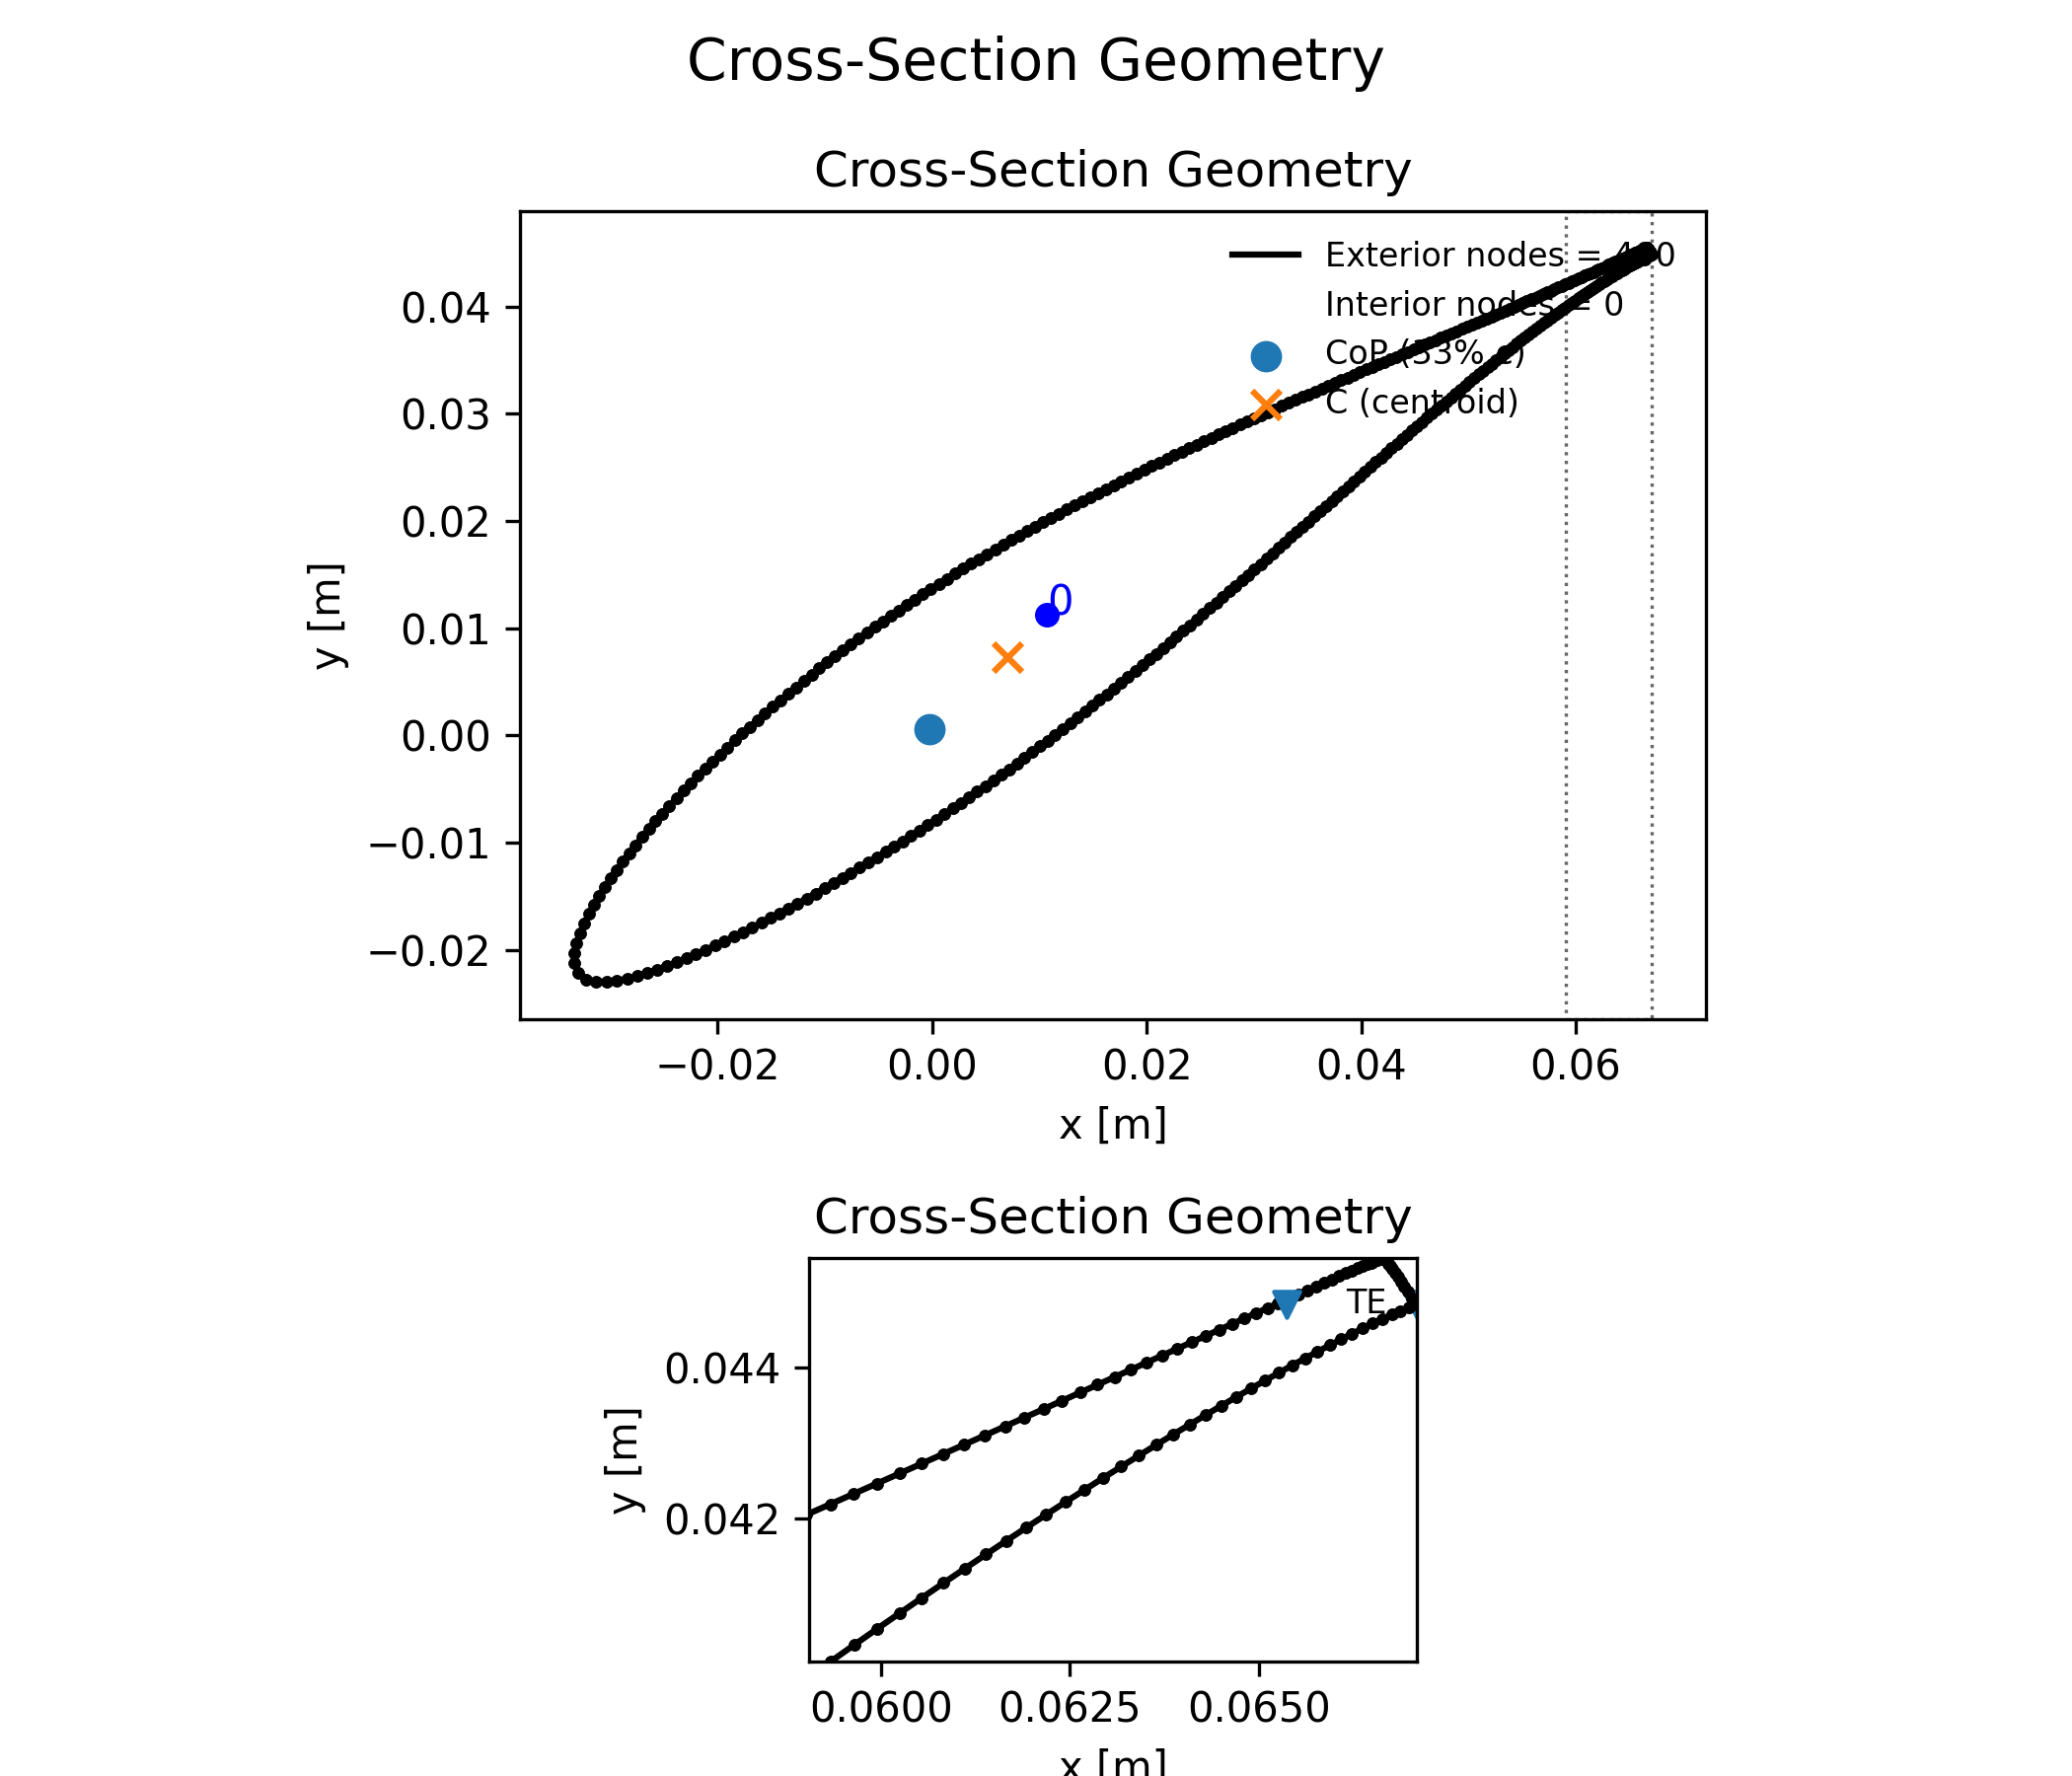 Cross-Section Geometry
Cross-Section Geometry
Exterior nodes =
Interior nodes = 0
CoP (33% c)
C (centroid)
0.04
0.03
0.02
0.01
0.00
−0.01
−0.02
y [m]
0
−0.02 0.00 0.02 0.04 0.06
x [m]
Cross-Section Geometry
TE
0.044
0.042
y [m]
0.0600 0.0625 0.0650
x [m]